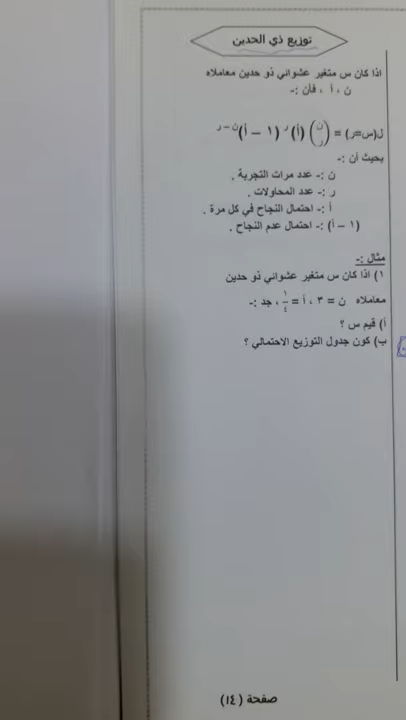 توزيع ذي الحدين
اذا كان س متغير عشوائي ذو حدين معاملاه
ن ، أ ، فأن :-
ل(س=ر) = (ن ر) (أ)ر (١ – أ)ن – ر
بحيث أن :-
ن :- عدد مرات التجربة .
ر :- عدد المحاولات .
أ :- احتمال النجاح في كل مرة .
(١ – أ) :- احتمال عدم النجاح .
مثال :-
١) اذا كان س متغير عشوائي ذو حدين
معاملاه ن = ٣ ، أ = ١/٤ ، جد :-
أ) قيم س ؟
ب) كون جدول التوزيع الاحتمالي ؟
صفحة (١٤)